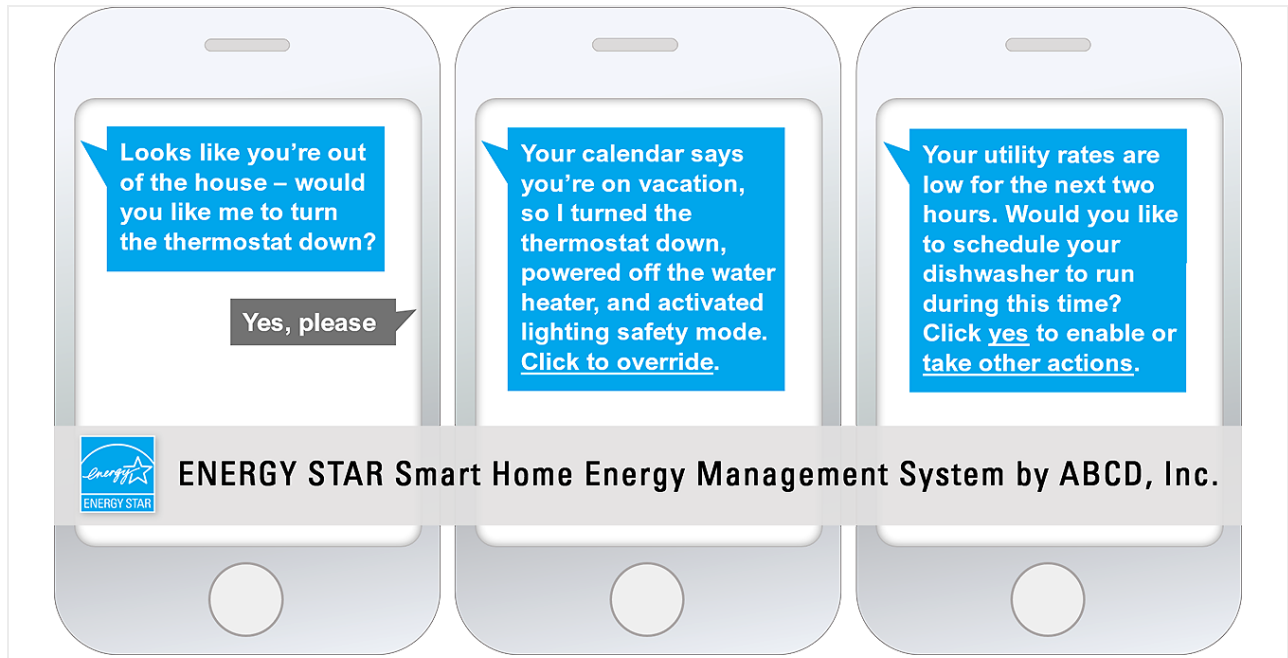 Looks like you’re out
of the house – would
you like me to turn
the thermostat down?
Yes, please
Your calendar says
you’re on vacation,
so I turned the
thermostat down,
powered off the water
heater, and activated
lighting safety mode.
Click to override.
Your utility rates are
low for the next two
hours. Would you like
to schedule your
dishwasher to run
during this time?
Click yes to enable or
take other actions.
energy
ENERGY STAR
ENERGY STAR Smart Home Energy Management System by ABCD, Inc.